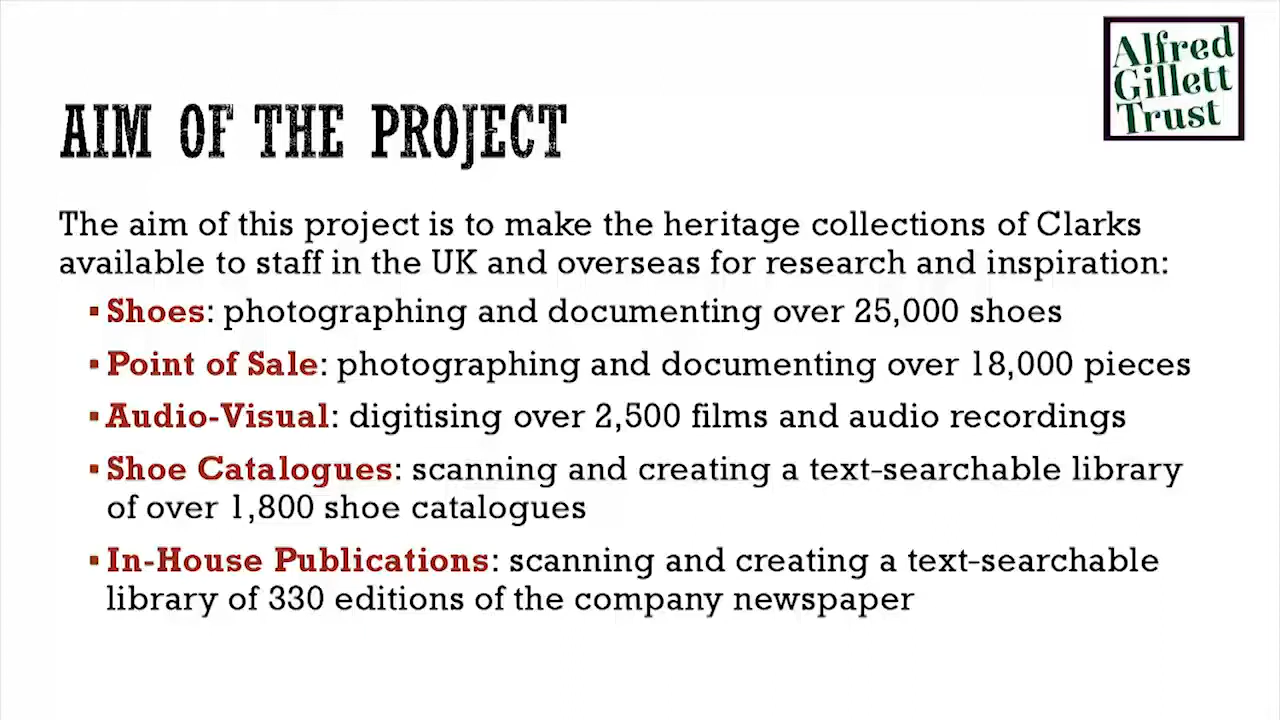 Alfred
Gillett
Trust
AIM OF THE PROJECT
The aim of this project is to make the heritage collections of Clarks
available to staff in the UK and overseas for research and inspiration:
▪ Shoes: photographing and documenting over 25,000 shoes
▪ Point of Sale: photographing and documenting over 18,000 pieces
▪ Audio-Visual: digitising over 2,500 films and audio recordings
▪ Shoe Catalogues: scanning and creating a text-searchable library
of over 1,800 shoe catalogues
▪ In-House Publications: scanning and creating a text-searchable
library of 330 editions of the company newspaper